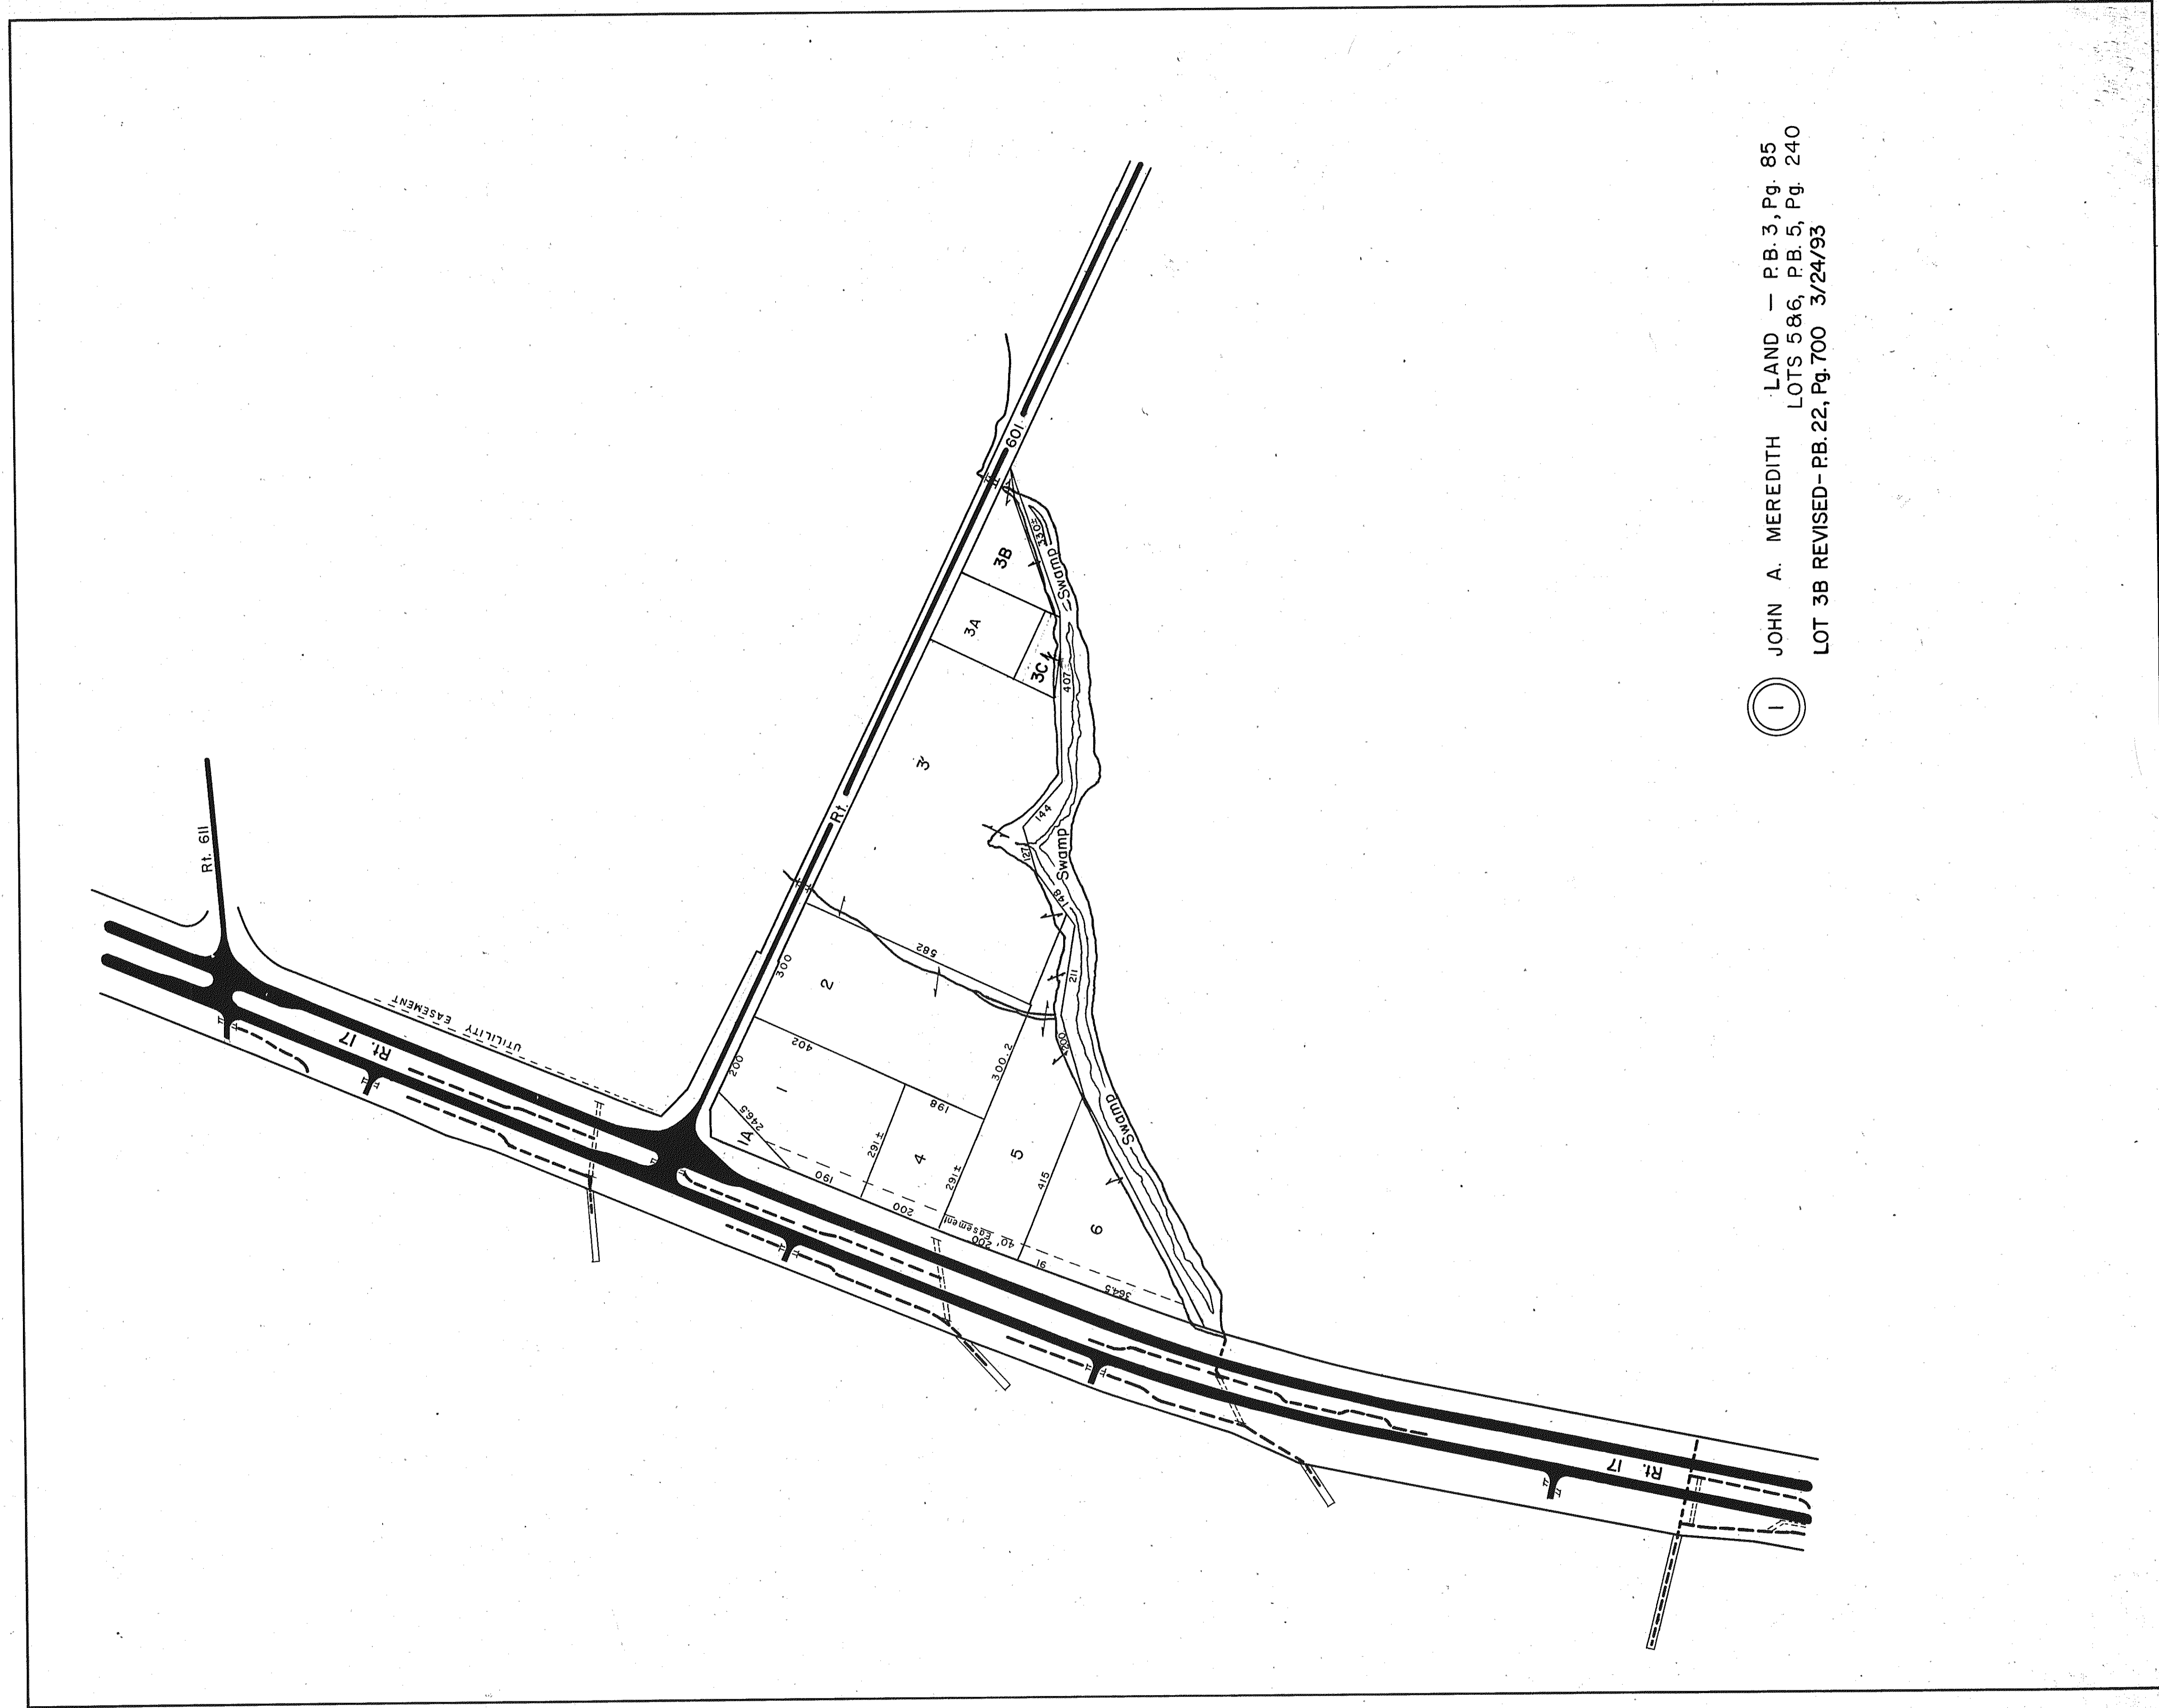 1 JOHN A. MEREDITH LAND — P.B. 3, Pg. 85
LOTS 5&6, P.B. 5, Pg. 240
LOT 3B REVISED-P.B. 22, Pg. 700 3/24/93
Rt. 611
Rt. 17
UTILILITY EASEMENT
Rt. 601
300
200
2
582
402
1
1A
246.5
190
291±
198
4
200
291±
300.2
5
40' Easement
200
415
6
91
364.5
3
3A
3B
3C
330±
Swamp
407
144
127
Swamp
148
211
200
Swamp
Rt. 17